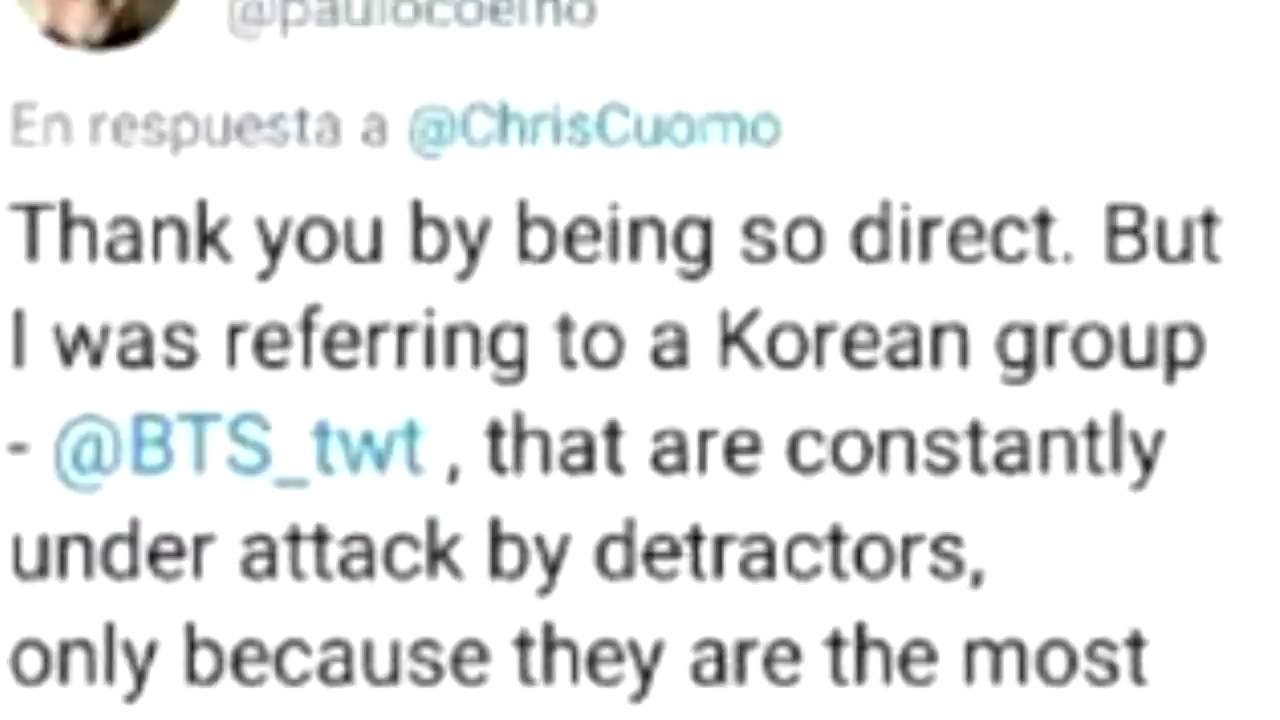 @paulocoelho
En respuesta a @ChrisCuomo
Thank you by being so direct. But
I was referring to a Korean group
- @BTS_twt , that are constantly
under attack by detractors,
only because they are the most